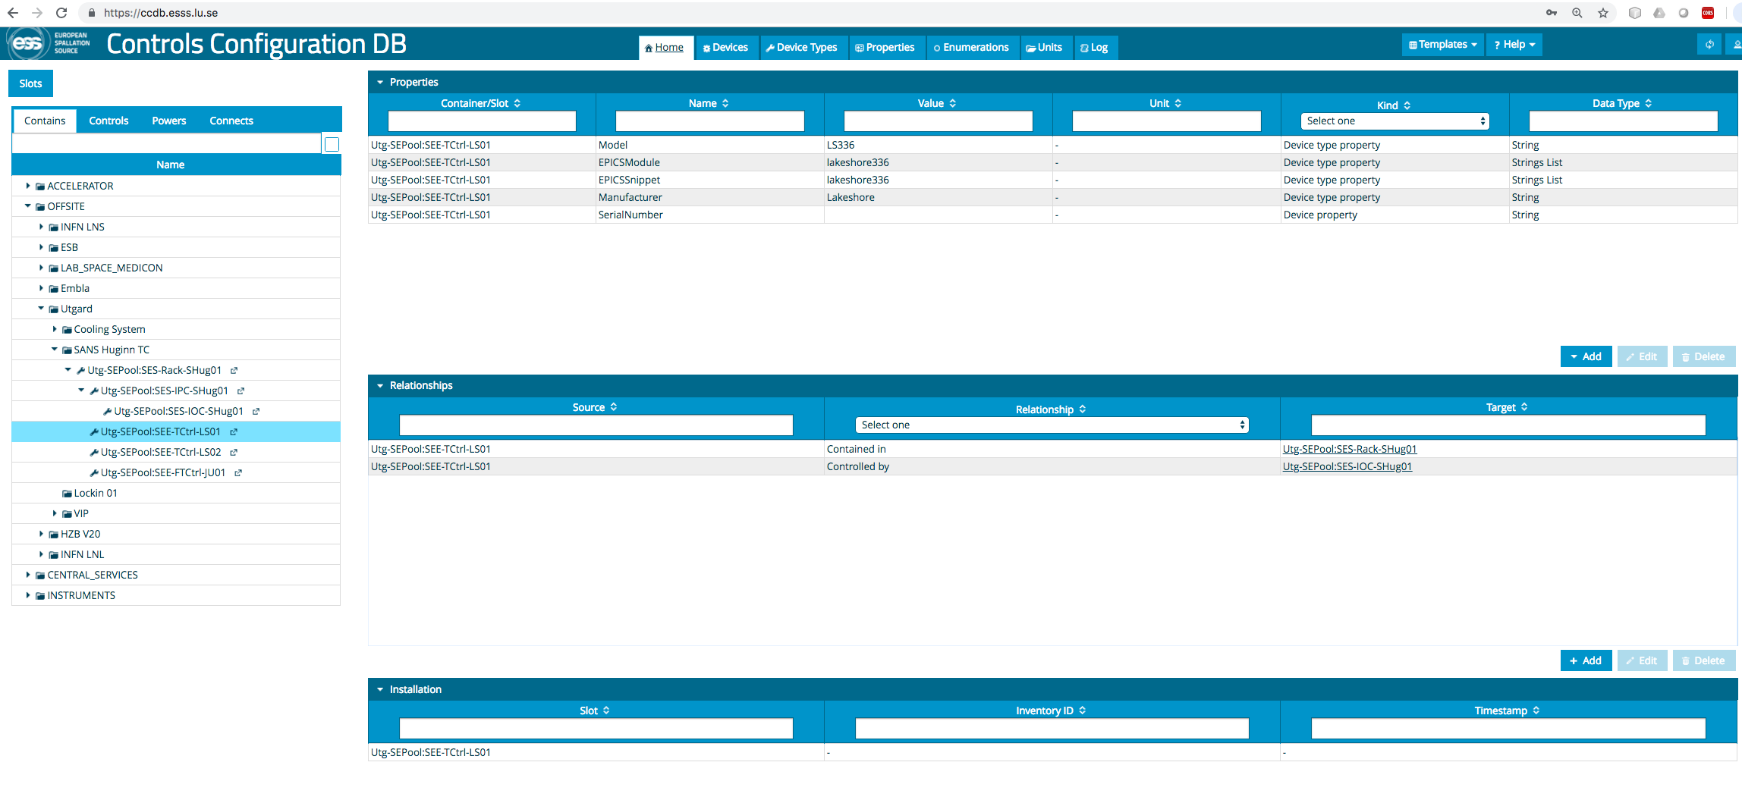 https://ccdb.esss.lu.se
ess EUROPEAN SPALLATION SOURCE Controls Configuration DB
Home Devices Device Types Properties Enumerations Units Log Templates ? Help
Slots
Contains Controls Powers Connects
Name
ACCELERATOR
OFFSITE
INFN LNS
ESB
LAB_SPACE_MEDICON
Embla
Utgard
Cooling System
SANS Huginn TC
Utg-SEPool:SES-Rack-SHug01
Utg-SEPool:SES-IPC-SHug01
Utg-SEPool:SES-IOC-SHug01
Utg-SEPool:SEE-TCtrl-LS01
Utg-SEPool:SEE-TCtrl-LS02
Utg-SEPool:SEE-FTCtrl-JU01
Lockin 01
VIP
HZB V20
INFN LNL
CENTRAL_SERVICES
INSTRUMENTS
Properties
Container/Slot Name Value Unit Kind Data Type
Select one
Utg-SEPool:SEE-TCtrl-LS01 Model LS336 - Device type property String
Utg-SEPool:SEE-TCtrl-LS01 EPICSModule lakeshore336 - Device type property Strings List
Utg-SEPool:SEE-TCtrl-LS01 EPICSSnippet lakeshore336 - Device type property Strings List
Utg-SEPool:SEE-TCtrl-LS01 Manufacturer Lakeshore - Device type property String
Utg-SEPool:SEE-TCtrl-LS01 SerialNumber - Device property String
Add Edit Delete
Relationships
Source Relationship Target
Select one
Utg-SEPool:SEE-TCtrl-LS01 Contained in Utg-SEPool:SES-Rack-SHug01
Utg-SEPool:SEE-TCtrl-LS01 Controlled by Utg-SEPool:SES-IOC-SHug01
+ Add Edit Delete
Installation
Slot Inventory ID Timestamp
Utg-SEPool:SEE-TCtrl-LS01 - -